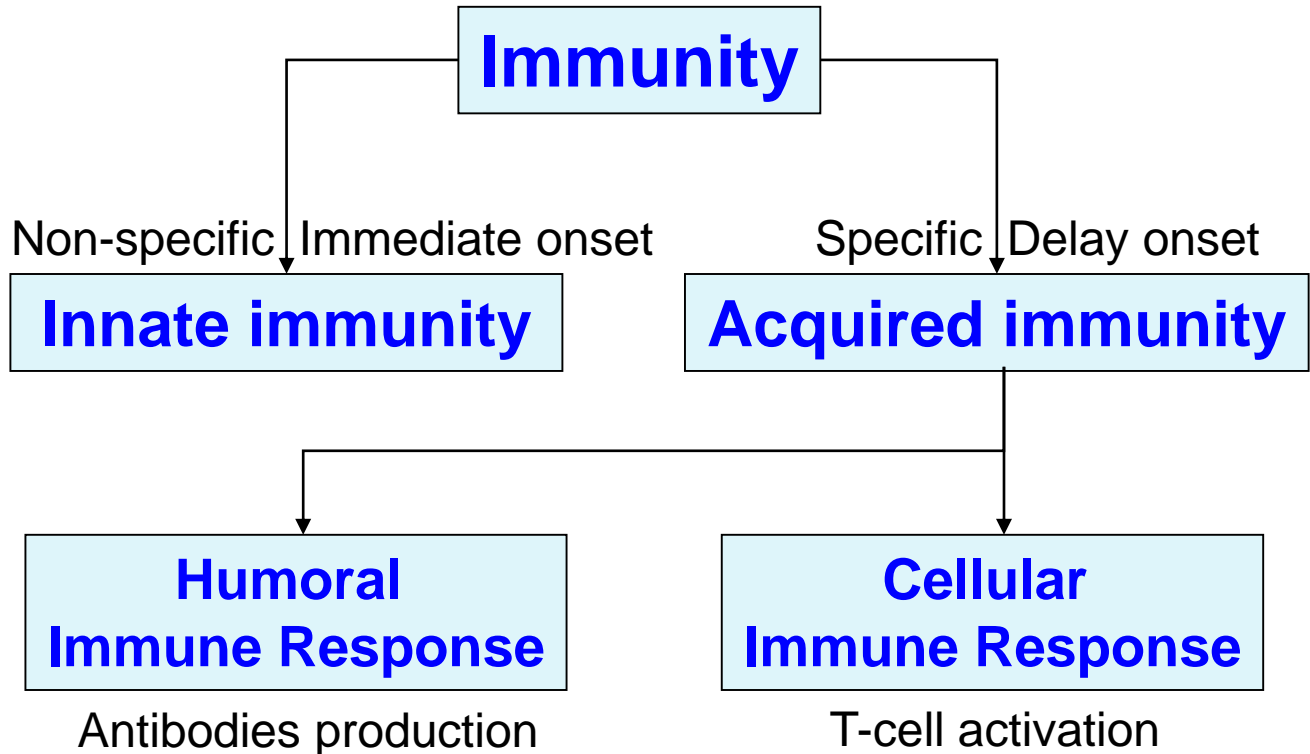 Immunity
Non-specific Immediate onset
Specific Delay onset
Innate immunity
Acquired immunity
Humoral
Immune Response
Cellular
Immune Response
Antibodies production
T-cell activation